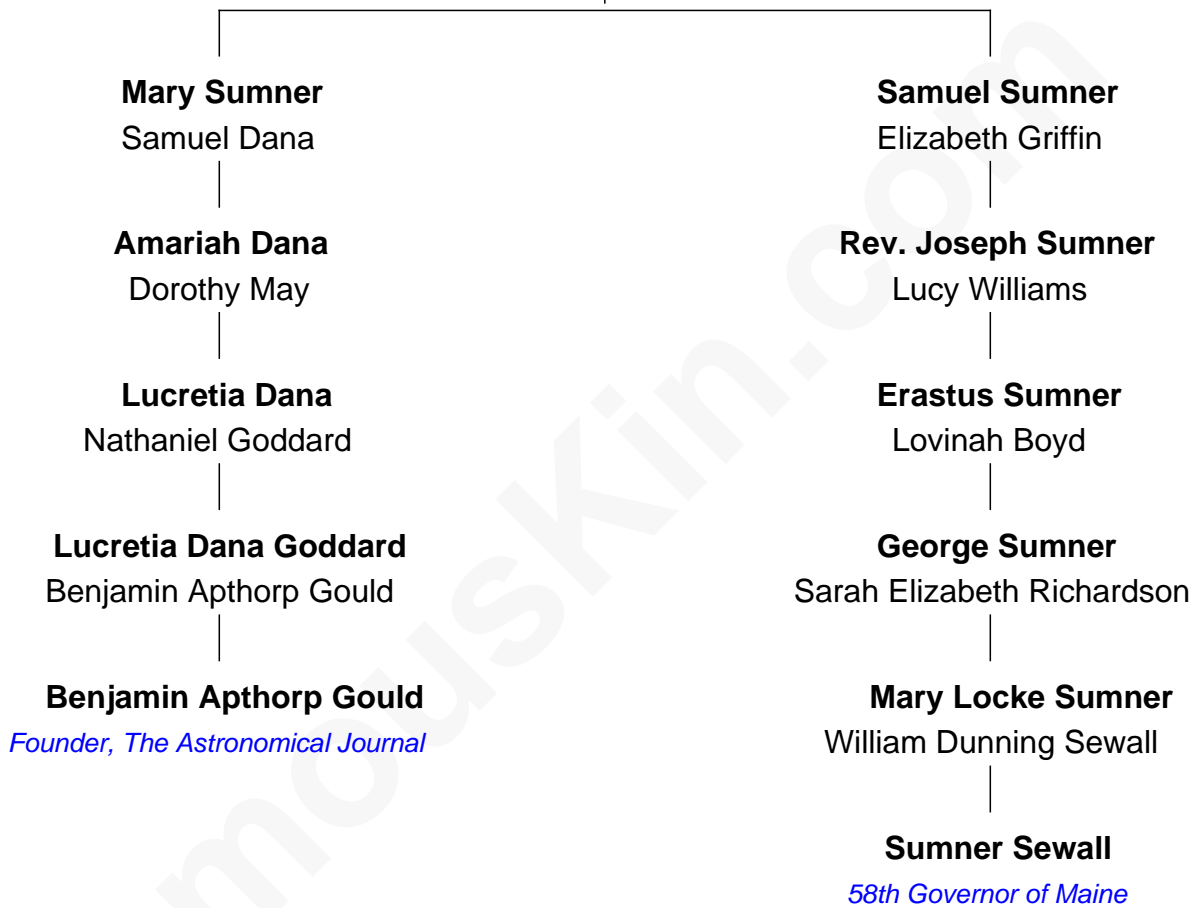 Mary Sumner
Samuel Dana
Amariah Dana
Dorothy May
Lucretia Dana
Nathaniel Goddard
Lucretia Dana Goddard
Benjamin Apthorp Gould
Benjamin Apthorp Gould
Founder, The Astronomical Journal
Samuel Sumner
Elizabeth Griffin
Rev. Joseph Sumner
Lucy Williams
Erastus Sumner
Lovinah Boyd
George Sumner
Sarah Elizabeth Richardson
Mary Locke Sumner
William Dunning Sewall
Sumner Sewall
58th Governor of Maine
mousKin.com